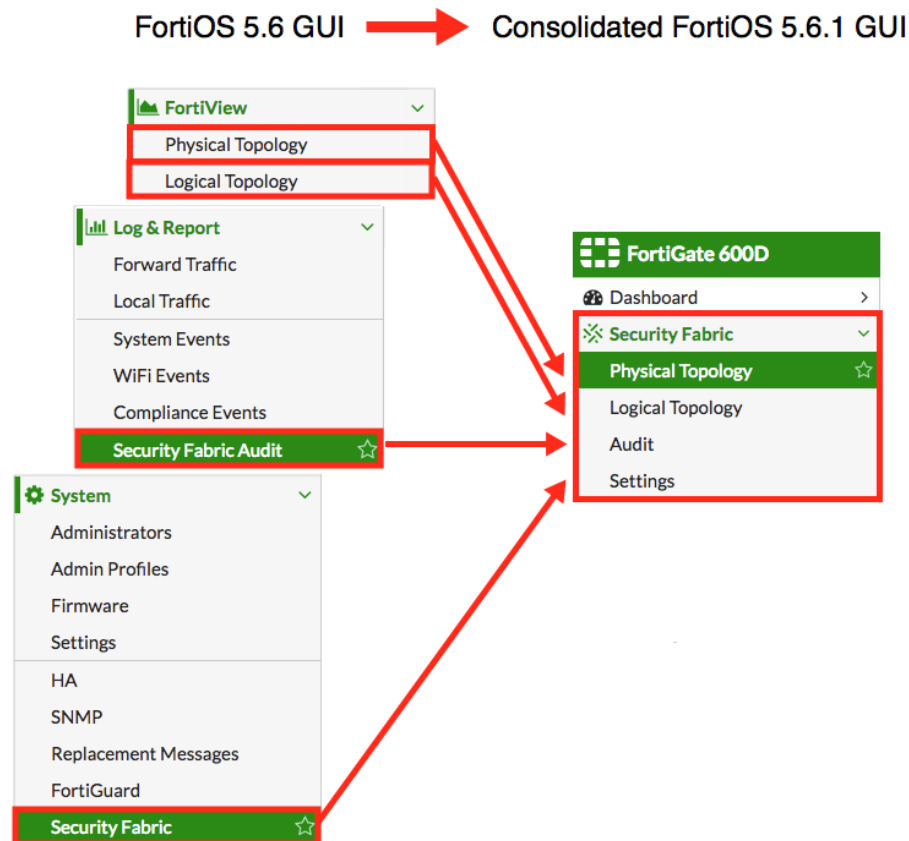 FortiOS 5.6 GUI
Consolidated FortiOS 5.6.1 GUI
FortiView
Physical Topology
Logical Topology
Log & Report
Forward Traffic
Local Traffic
System Events
WiFi Events
Compliance Events
Security Fabric Audit
System
Administrators
Admin Profiles
Firmware
Settings
HA
SNMP
Replacement Messages
FortiGuard
Security Fabric
FortiGate 600D
Dashboard
Security Fabric
Physical Topology
Logical Topology
Audit
Settings